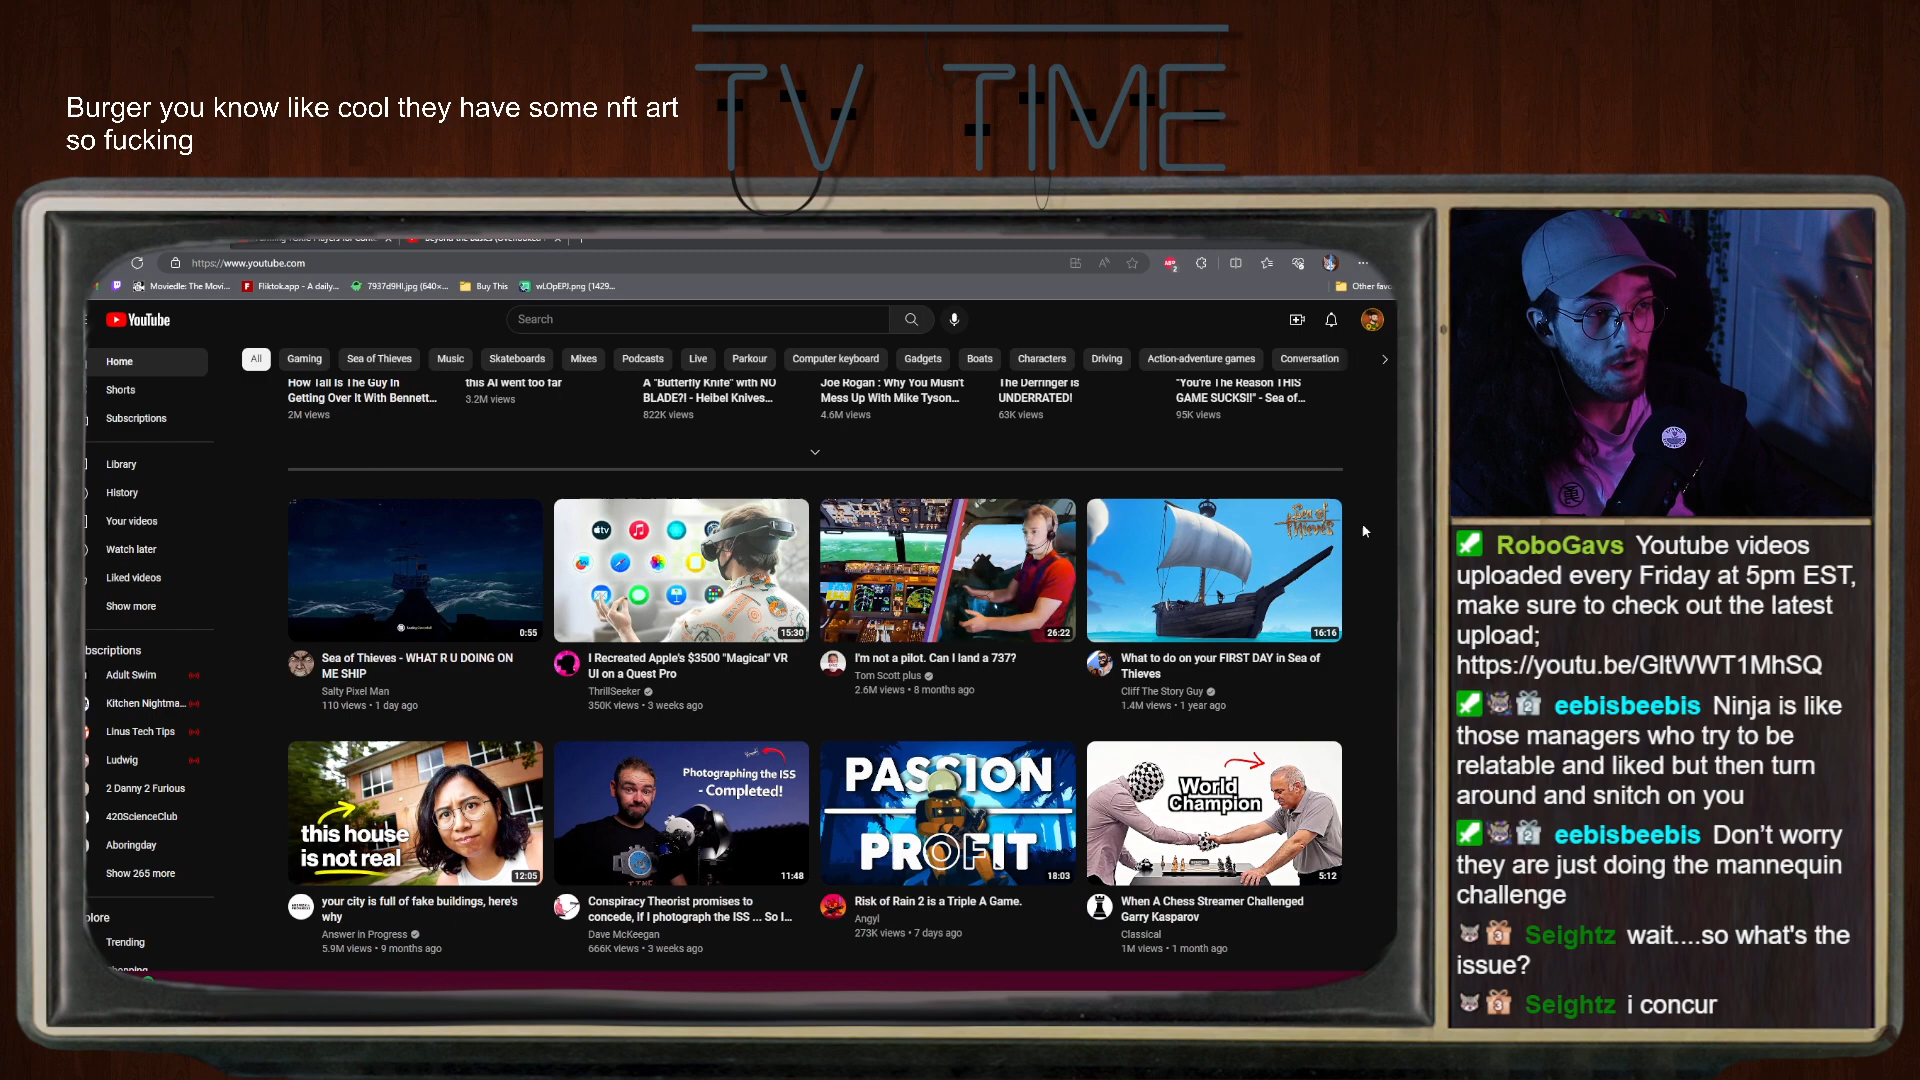 TV TIME
Burger you know like cool they have some nft art
so fucking
https://www.youtube.com
Moviedle: The Movi...
Fliktok.app - A daily...
7937d9HI.jpg (640×...
Buy This
wLOpEPJ.png (1429...
Other favo
YouTube
Search
Home
Shorts
Subscriptions
Library
History
Your videos
Watch later
Liked videos
Show more
bscriptions
Adult Swim
Kitchen Nightma...
Linus Tech Tips
Ludwig
2 Danny 2 Furious
420ScienceClub
Aboringday
Show 265 more
plore
Trending
All
Gaming
Sea of Thieves
Music
Skateboards
Mixes
Podcasts
Live
Parkour
Computer keyboard
Gadgets
Boats
Characters
Driving
Action-adventure games
Conversation
How Tall Is The Guy In
Getting Over It With Bennett...
2M views
this AI went too far
3.2M views
A "Butterfly Knife" with NO
BLADE?! - Heibel Knives...
822K views
Joe Rogan : Why You Musn't
Mess Up With Mike Tyson...
4.6M views
The Derringer is
UNDERRATED!
63K views
"You're The Reason THIS
GAME SUCKS!!" - Sea of...
95K views
0:55
Sea of Thieves - WHAT R U DOING ON
ME SHIP
Salty Pixel Man
110 views • 1 day ago
tv
15:30
I Recreated Apple's $3500 "Magical" VR
UI on a Quest Pro
ThrillSeeker
350K views • 3 weeks ago
26:22
I'm not a pilot. Can I land a 737?
Tom Scott plus
2.6M views • 8 months ago
Sea of
Thieves
16:16
What to do on your FIRST DAY in Sea of
Thieves
Cliff The Story Guy
1.4M views • 1 year ago
this house
is not real
12:05
your city is full of fake buildings, here's
why
Answer in Progress
5.9M views • 9 months ago
Photographing the ISS
- Completed!
11:48
Conspiracy Theorist promises to
concede, if I photograph the ISS ... So I...
Dave McKeegan
666K views • 3 weeks ago
PASSION
PROFIT
18:03
Risk of Rain 2 is a Triple A Game.
Angyl
273K views • 7 days ago
World
Champion
5:12
When A Chess Streamer Challenged
Garry Kasparov
Classical
1M views • 1 month ago
RoboGavs Youtube videos
uploaded every Friday at 5pm EST,
make sure to check out the latest
upload;
https://youtu.be/GltWWT1MhSQ
eebisbeebis Ninja is like
those managers who try to be
relatable and liked but then turn
around and snitch on you
eebisbeebis Don't worry
they are just doing the mannequin
challenge
Seightz wait....so what's the
issue?
Seightz i concur